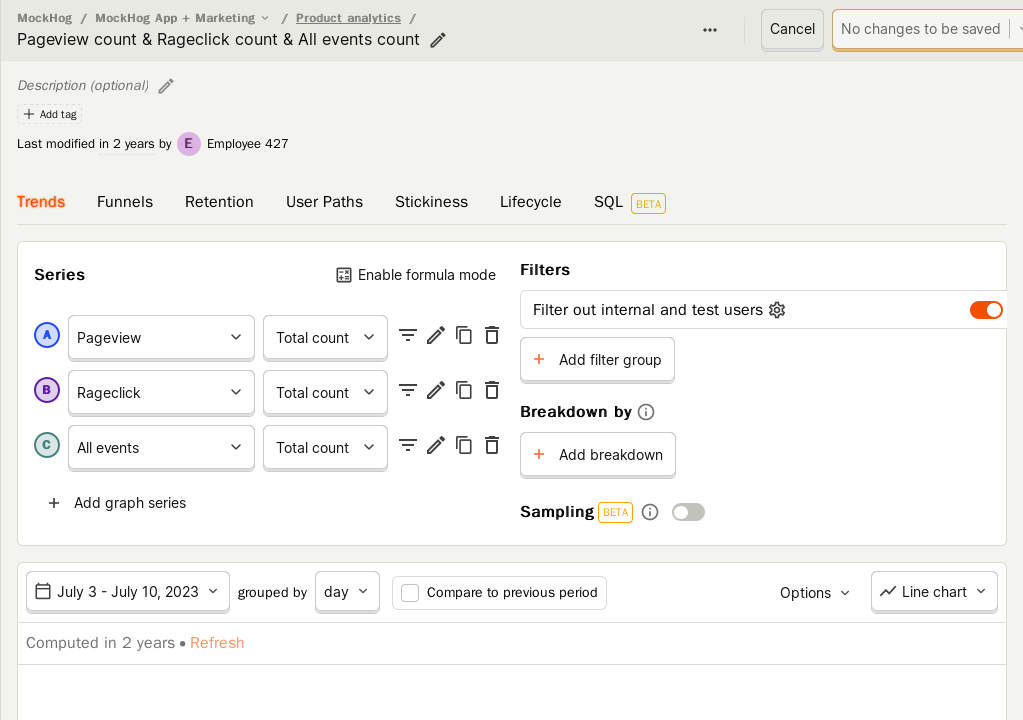 MockHog / MockHog App + Marketing / Product analytics /
Pageview count & Rageclick count & All events count
Cancel
No changes to be saved
Description (optional)
Add tag
Last modified in 2 years by E Employee 427
Trends Funnels Retention User Paths Stickiness Lifecycle SQL BETA
Series
Enable formula mode
A Pageview Total count
B Rageclick Total count
C All events Total count
Add graph series
Filters
Filter out internal and test users
Add filter group
Breakdown by
Add breakdown
Sampling BETA
July 3 - July 10, 2023 grouped by day Compare to previous period Options Line chart
Computed in 2 years • Refresh